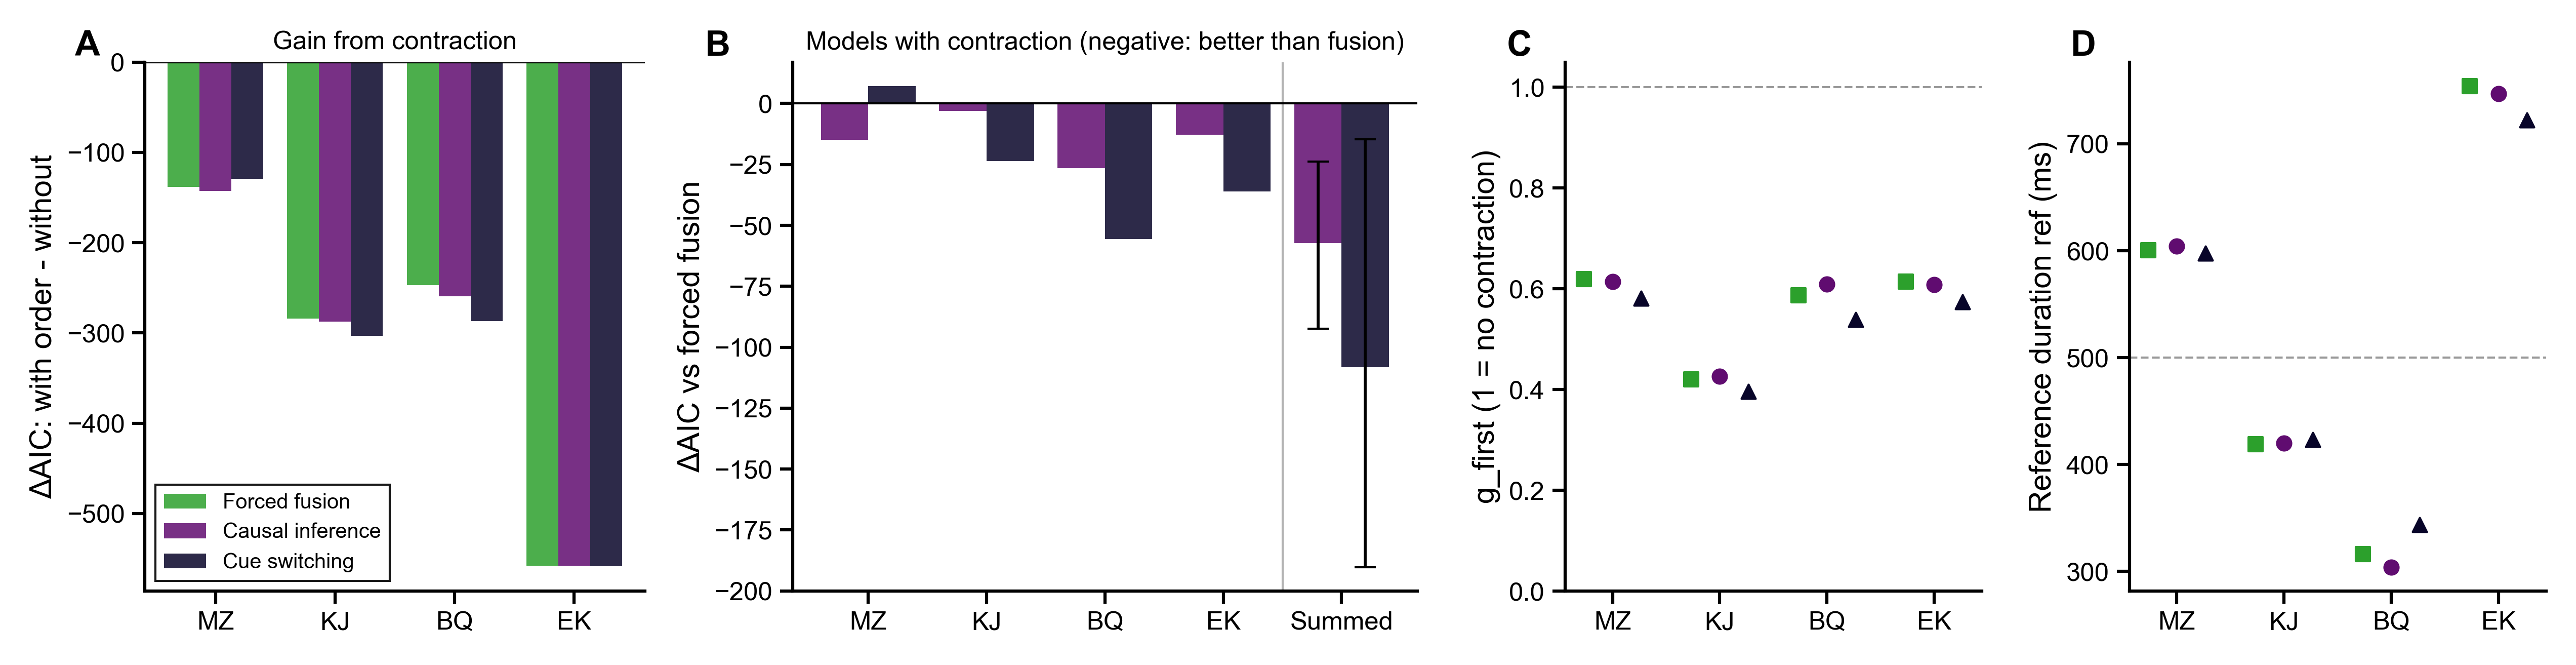 A
Gain from contraction
ΔAIC: with order - without
0
−100
−200
−300
−400
−500
Forced fusion
Causal inference
Cue switching
MZ
KJ
BQ
EK
B
Models with contraction (negative: better than fusion)
ΔAIC vs forced fusion
0
−25
−50
−75
−100
−125
−150
−175
−200
MZ
KJ
BQ
EK
Summed
C
g_first (1 = no contraction)
1.0
0.8
0.6
0.4
0.2
0.0
MZ
KJ
BQ
EK
D
Reference duration ref (ms)
700
600
500
400
300
MZ
KJ
BQ
EK